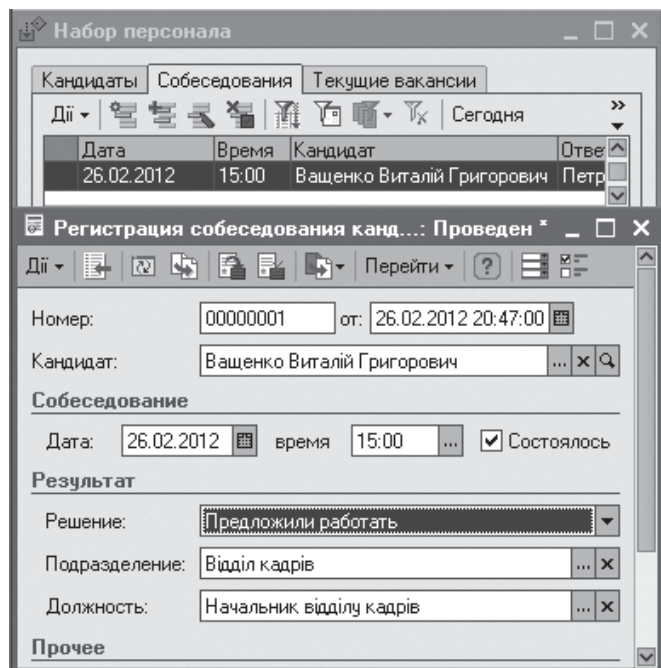 Набор персонала
Кандидаты Собеседования Текущие вакансии
Дії Сегодня »
Дата Время Кандидат Отве
26.02.2012 15:00 Ващенко Виталій Григорович Петр
Регистрация собеседования канд...: Проведен *
Дії Перейти ?
Номер: 00000001 от: 26.02.2012 20:47:00
Кандидат: Ващенко Виталій Григорович ... x
Собеседование
Дата: 26.02.2012 время 15:00 ... Состоялось
Результат
Решение: Предложили работать
Подразделение: Відділ кадрів ... x
Должность: Начальник відділу кадрів ... x
Прочее